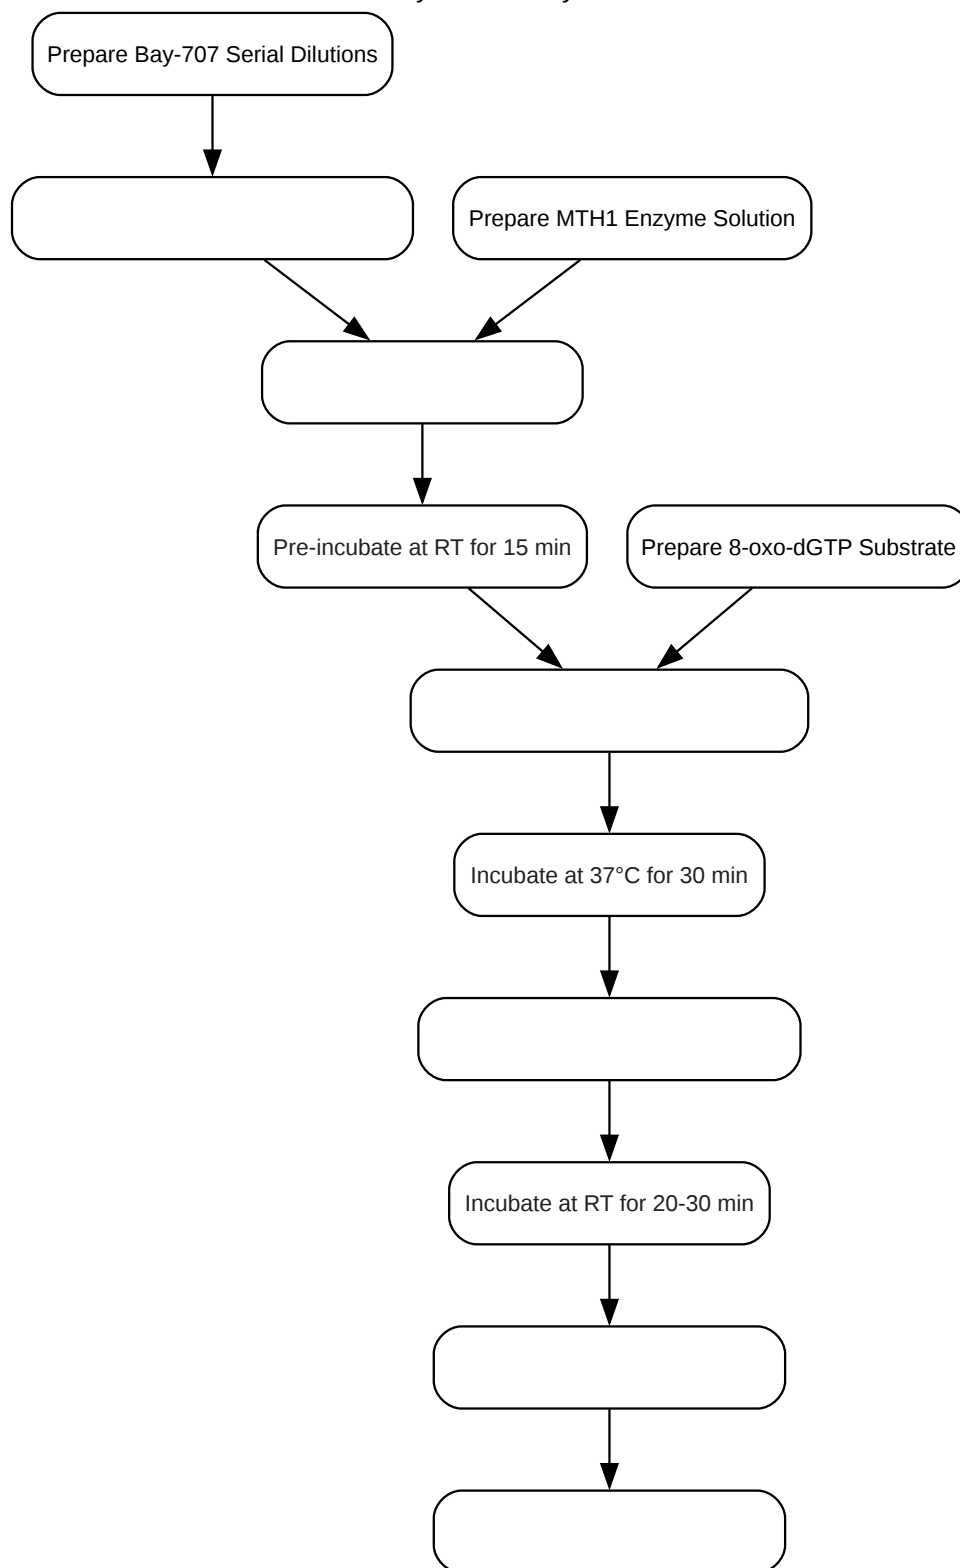 Prepare Bay-707 Serial Dilutions
Prepare MTH1 Enzyme Solution
Pre-incubate at RT for 15 min
Prepare 8-oxo-dGTP Substrate
Incubate at 37°C for 30 min
Incubate at RT for 20-30 min